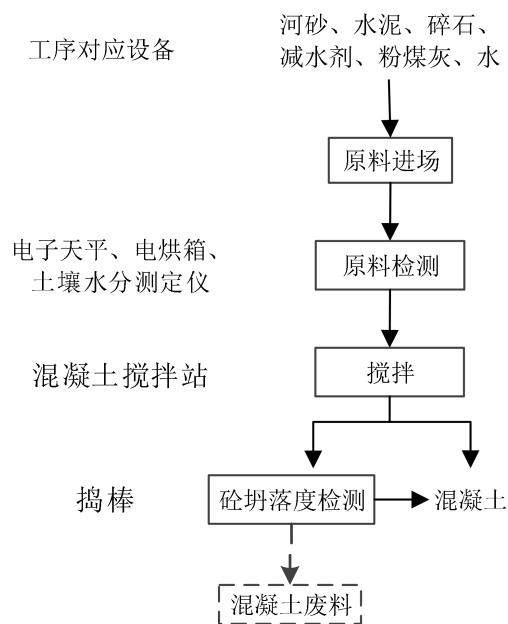 工序对应设备
河砂、水泥、碎石、
减水剂、粉煤灰、水
原料进场
电子天平、电烘箱、
土壤水分测定仪
原料检测
混凝土搅拌站
搅拌
捣棒
砼坍落度检测
混凝土
混凝土废料